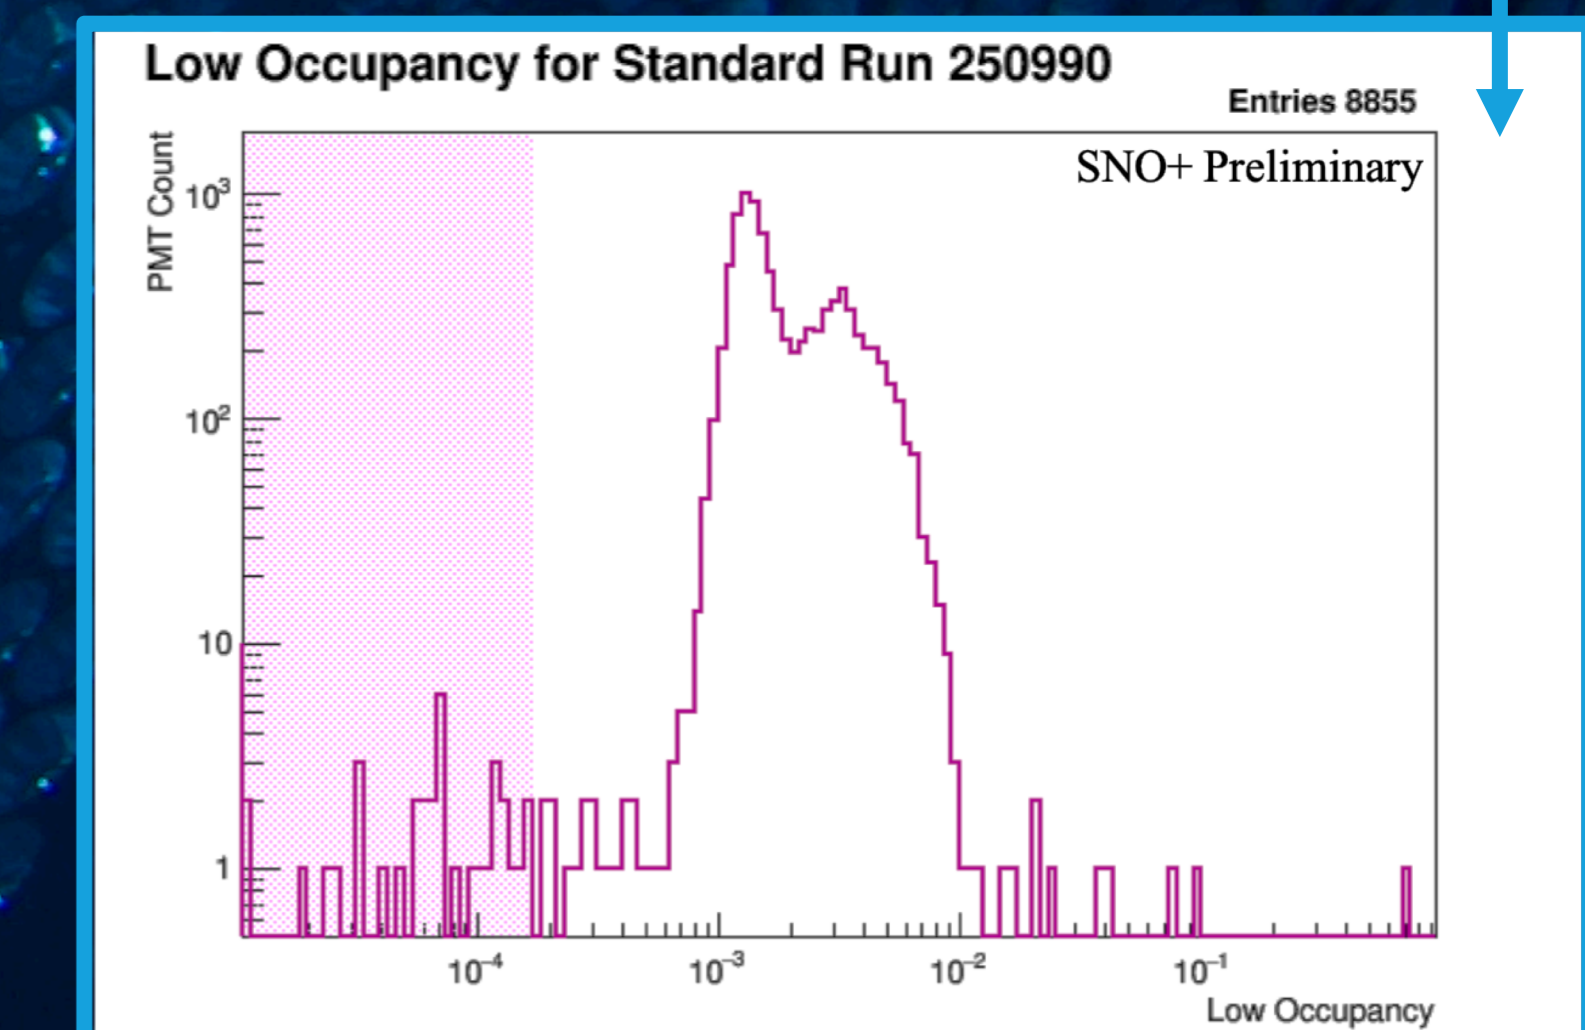 Low Occupancy for Standard Run 250990
Entries 8855
SNO+ Preliminary
PMT Count
10³
10²
10
1
10⁻⁴ 10⁻³ 10⁻² 10⁻¹
Low Occupancy